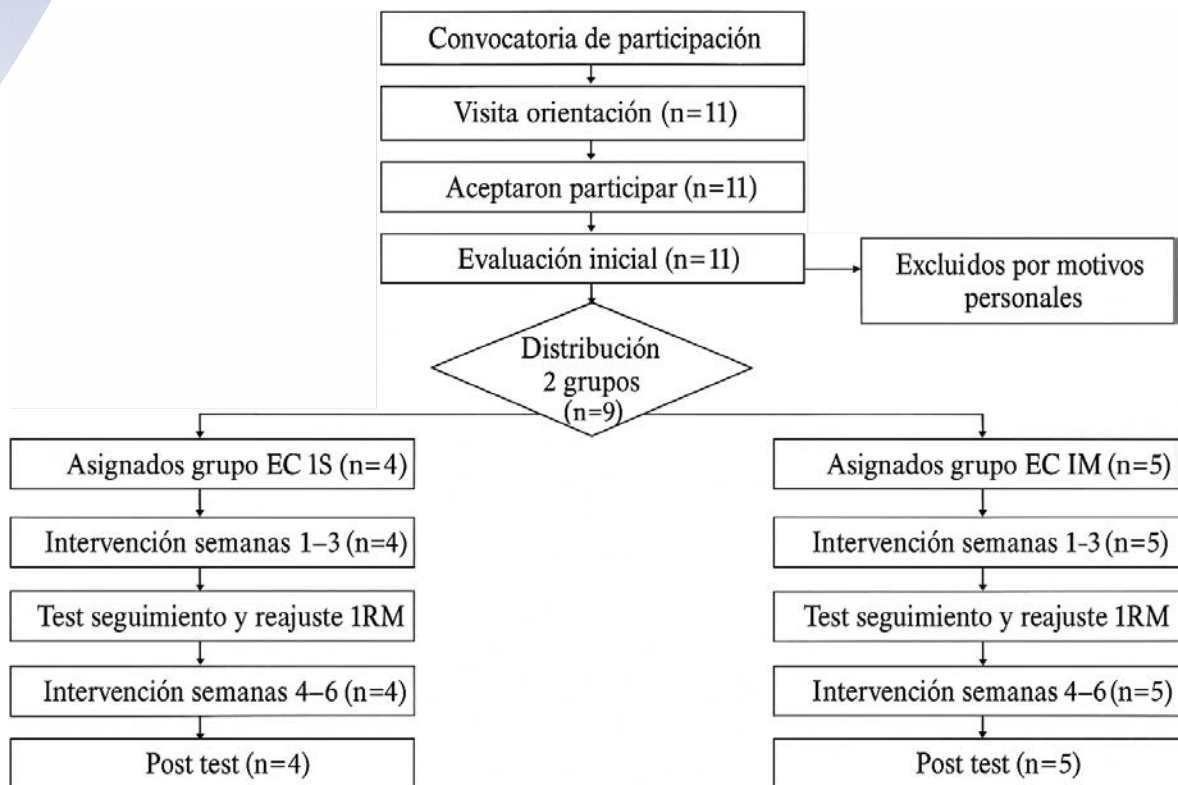 Convocatoria de participación
Visita orientación (n=11)
Aceptaron participar (n=11)
Evaluación inicial (n=11)
Excluidos por motivos
personales
Distribución
2 grupos
(n=9)
Asignados grupo EC 1S (n=4)
Asignados grupo EC IM (n=5)
Intervención semanas 1–3 (n=4)
Intervención semanas 1-3 (n=5)
Test seguimiento y reajuste 1RM
Test seguimiento y reajuste 1RM
Intervención semanas 4–6 (n=4)
Intervención semanas 4–6 (n=5)
Post test (n=4)
Post test (n=5)